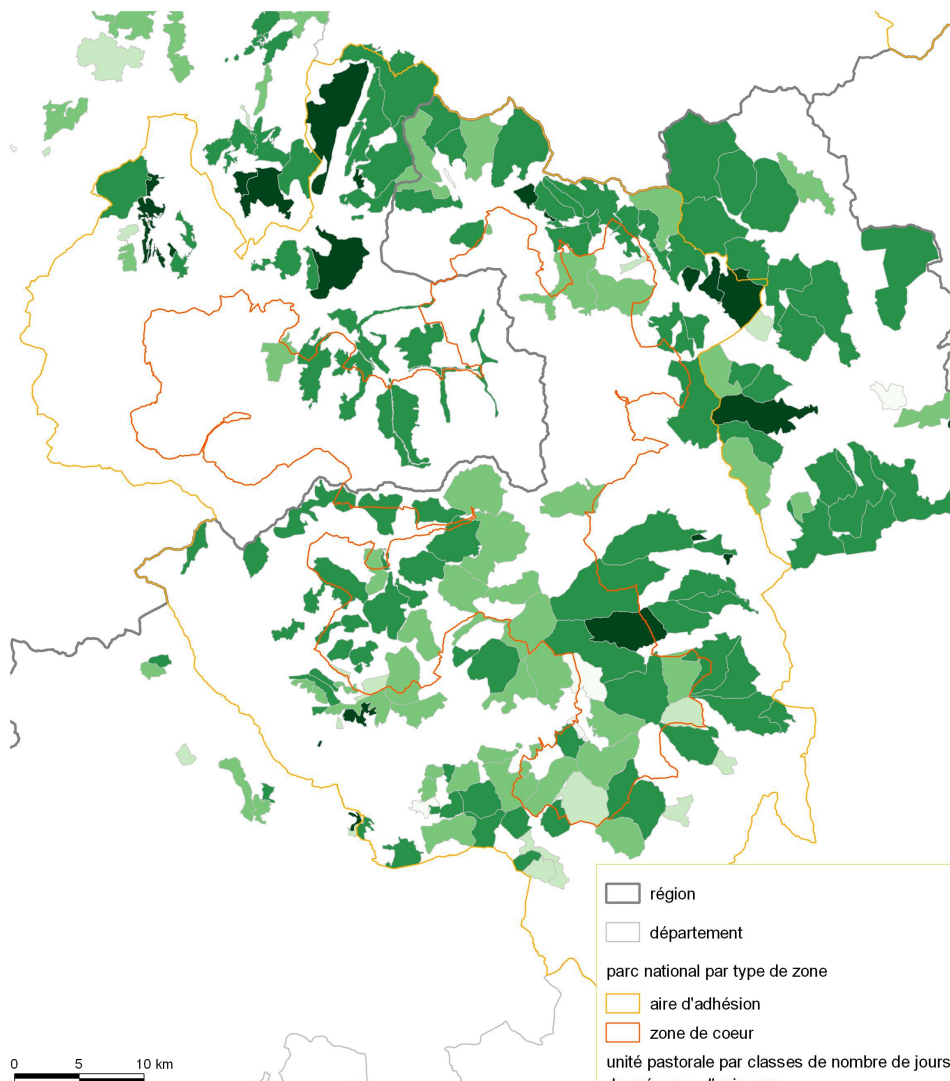 région
département
parc national par type de zone
aire d'adhésion
zone de coeur
unité pastorale par classes de nombre de jours
0 5 10 km